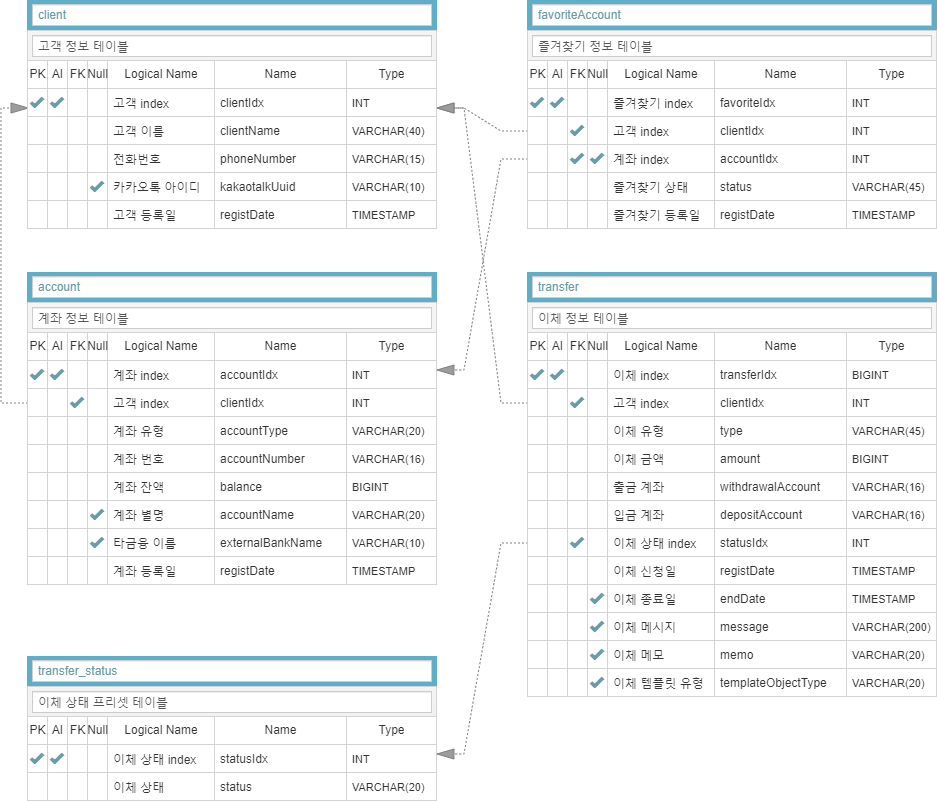 client
고객 정보 테이블
PK AI FK Null Logical Name Name Type
고객 index clientIdx INT
고객 이름 clientName VARCHAR(40)
전화번호 phoneNumber VARCHAR(15)
카카오톡 아이디 kakaotalkUuid VARCHAR(10)
고객 등록일 registDate TIMESTAMP
favoriteAccount
즐겨찾기 정보 테이블
PK AI FK Null Logical Name Name Type
즐겨찾기 index favoriteIdx INT
고객 index clientIdx INT
계좌 index accountIdx INT
즐겨찾기 상태 status VARCHAR(45)
즐겨찾기 등록일 registDate TIMESTAMP
account
계좌 정보 테이블
PK AI FK Null Logical Name Name Type
계좌 index accountIdx INT
고객 index clientIdx INT
계좌 유형 accountType VARCHAR(20)
계좌 번호 accountNumber VARCHAR(16)
계좌 잔액 balance BIGINT
계좌 별명 accountName VARCHAR(20)
타금융 이름 externalBankName VARCHAR(10)
계좌 등록일 registDate TIMESTAMP
transfer
이체 정보 테이블
PK AI FK Null Logical Name Name Type
이체 index transferIdx BIGINT
고객 index clientIdx INT
이체 유형 type VARCHAR(45)
이체 금액 amount BIGINT
출금 계좌 withdrawalAccount VARCHAR(16)
입금 계좌 depositAccount VARCHAR(16)
이체 상태 index statusIdx INT
이체 신청일 registDate TIMESTAMP
이체 종료일 endDate TIMESTAMP
이체 메시지 message VARCHAR(200)
이체 메모 memo VARCHAR(20)
이체 템플릿 유형 templateObjectType VARCHAR(20)
transfer_status
이체 상태 프리셋 테이블
PK AI FK Null Logical Name Name Type
이체 상태 index statusIdx INT
이체 상태 status VARCHAR(20)